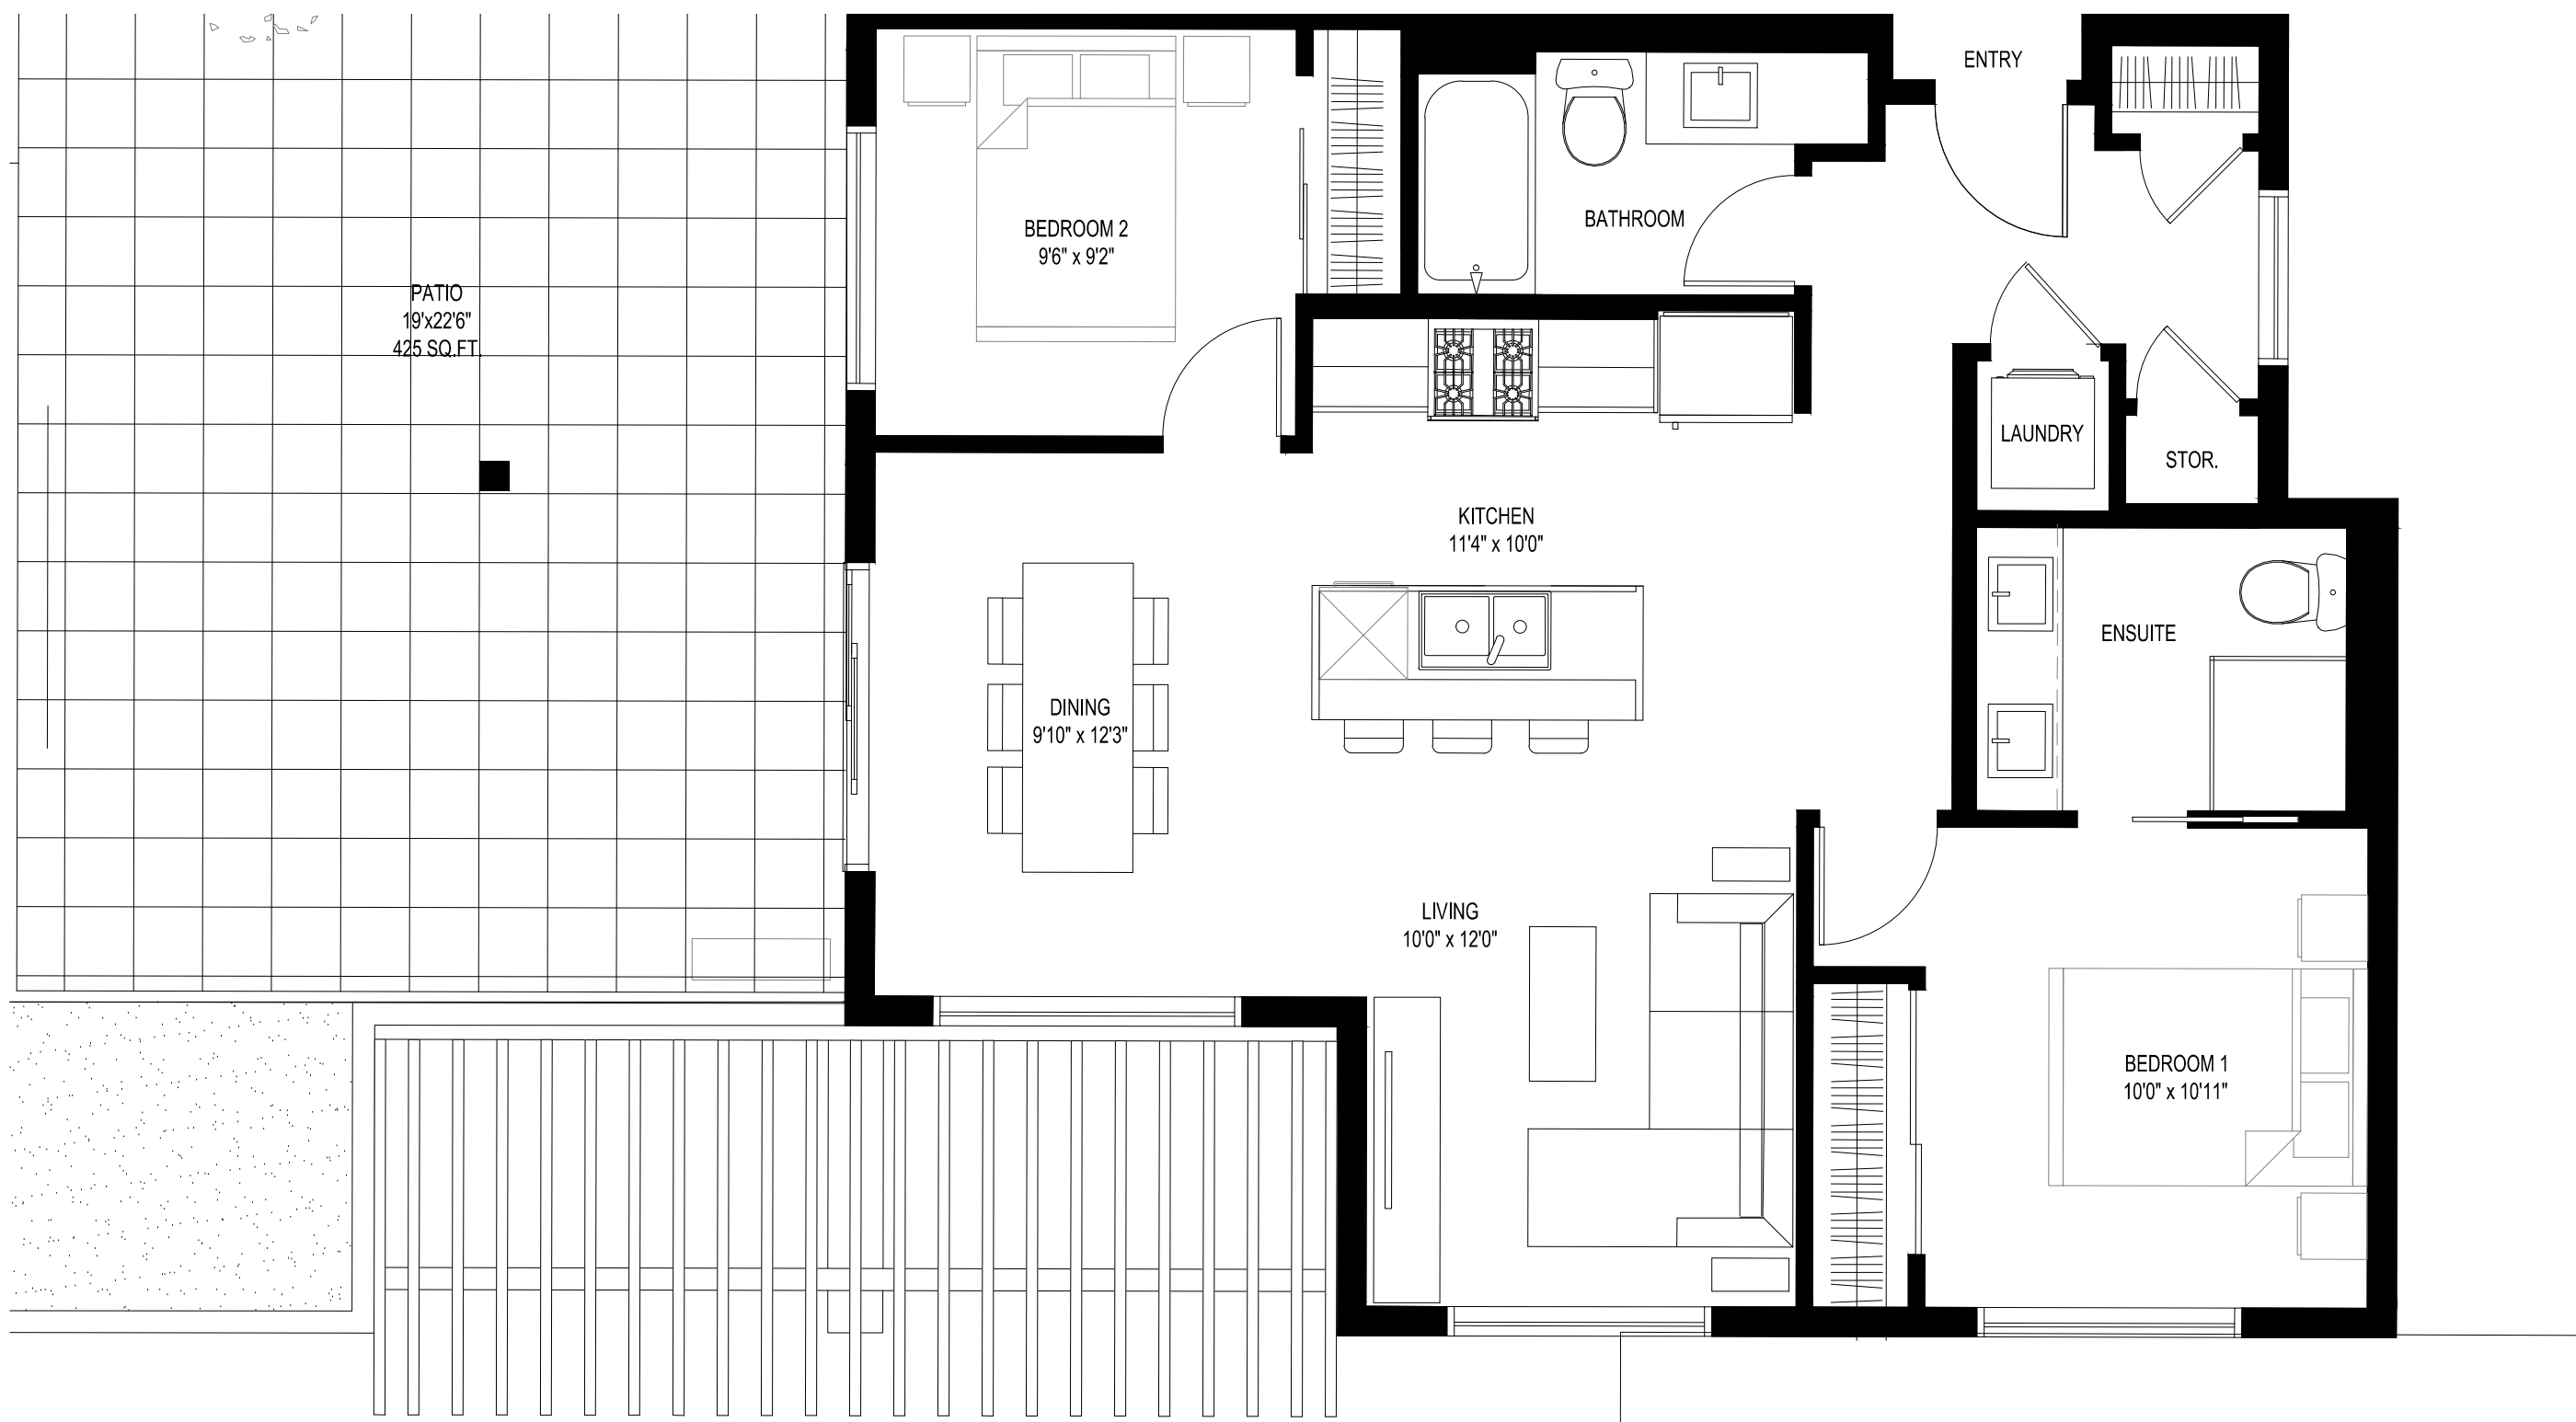 ENTRY
BATHROOM
BEDROOM 2
9'6" x 9'2"
PATIO
19'x22'6"
425 SQ.FT.
LAUNDRY
STOR.
KITCHEN
11'4" x 10'0"
ENSUITE
DINING
9'10" x 12'3"
LIVING
10'0" x 12'0"
BEDROOM 1
10'0" x 10'11"